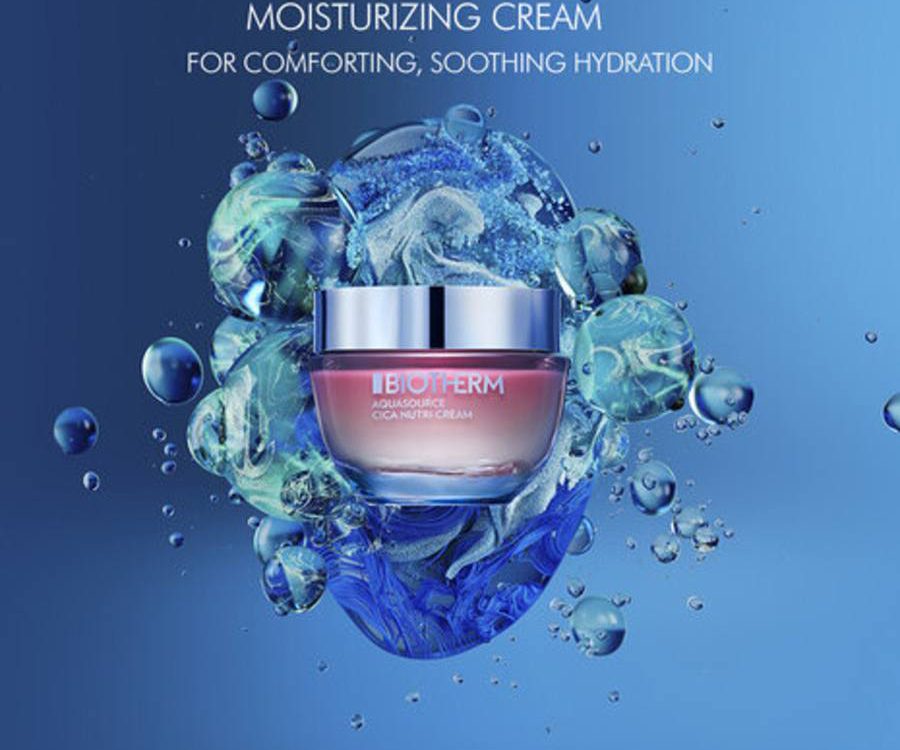 MOISTURIZING CREAM
FOR COMFORTING, SOOTHING HYDRATION
BIOTHERM
AQUASOURCE
CICA NUTRI CREAM